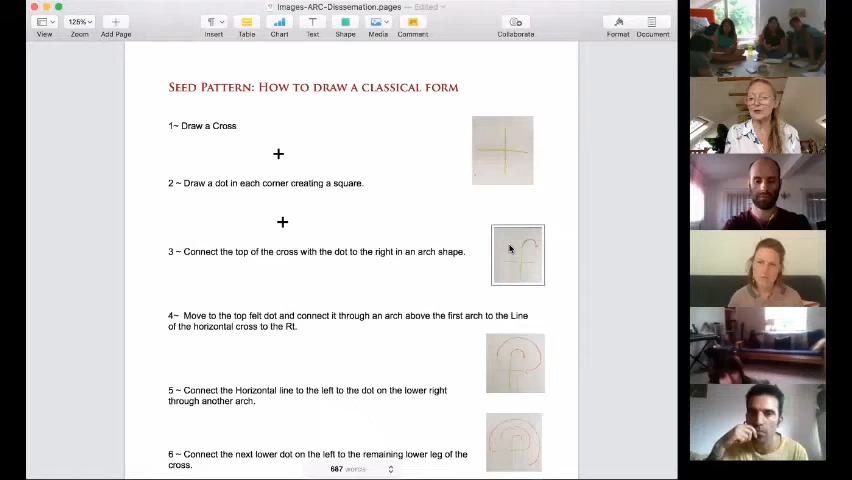 Images-ARC-Disssemation.pages — Edited
125%
View
Zoom
Add Page
Insert
Table
Chart
Text
Shape
Media
Comment
Collaborate
Format
Document
SEED PATTERN: HOW TO DRAW A CLASSICAL FORM
1~ Draw a Cross
+
2 ~ Draw a dot in each corner creating a square.
+
3 ~ Connect the top of the cross with the dot to the right in an arch shape.
4~ Move to the top felt dot and connect it through an arch above the first arch to the Line
of the horizontal cross to the Rt.
5 ~ Connect the Horizontal line to the left to the dot on the lower right
through another arch.
6 ~ Connect the next lower dot on the left to the remaining lower leg of the
cross.
687 WORDS